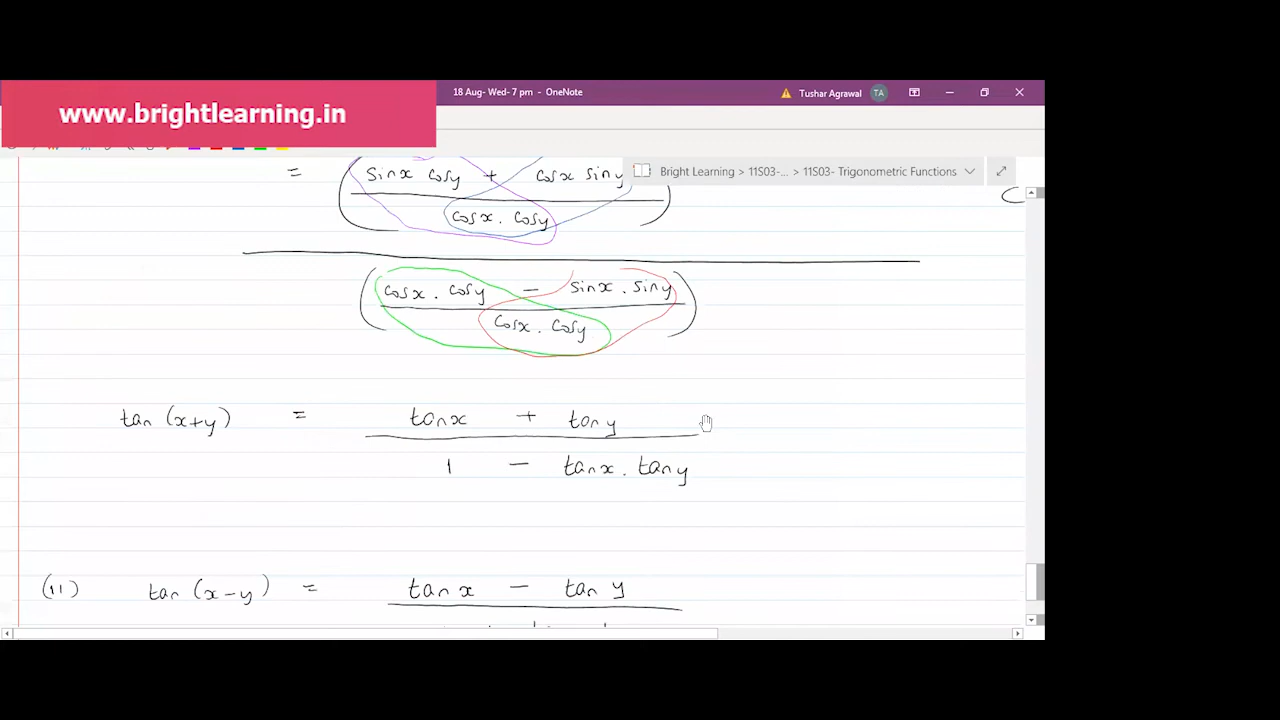 www.brightlearning.in
18 Aug- Wed- 7 pm - OneNote
Tushar Agrawal TA
Bright Learning > 11S03-... > 11S03- Trigonometric Functions
= ( sinx cosy + cosx siny
cosx . cosy )
( cosx . cosy - sinx . siny
cosx . cosy )
tan (x+y) = tanx + tany
1 - tanx . tany
(11) tan (x-y) = tanx - tan y